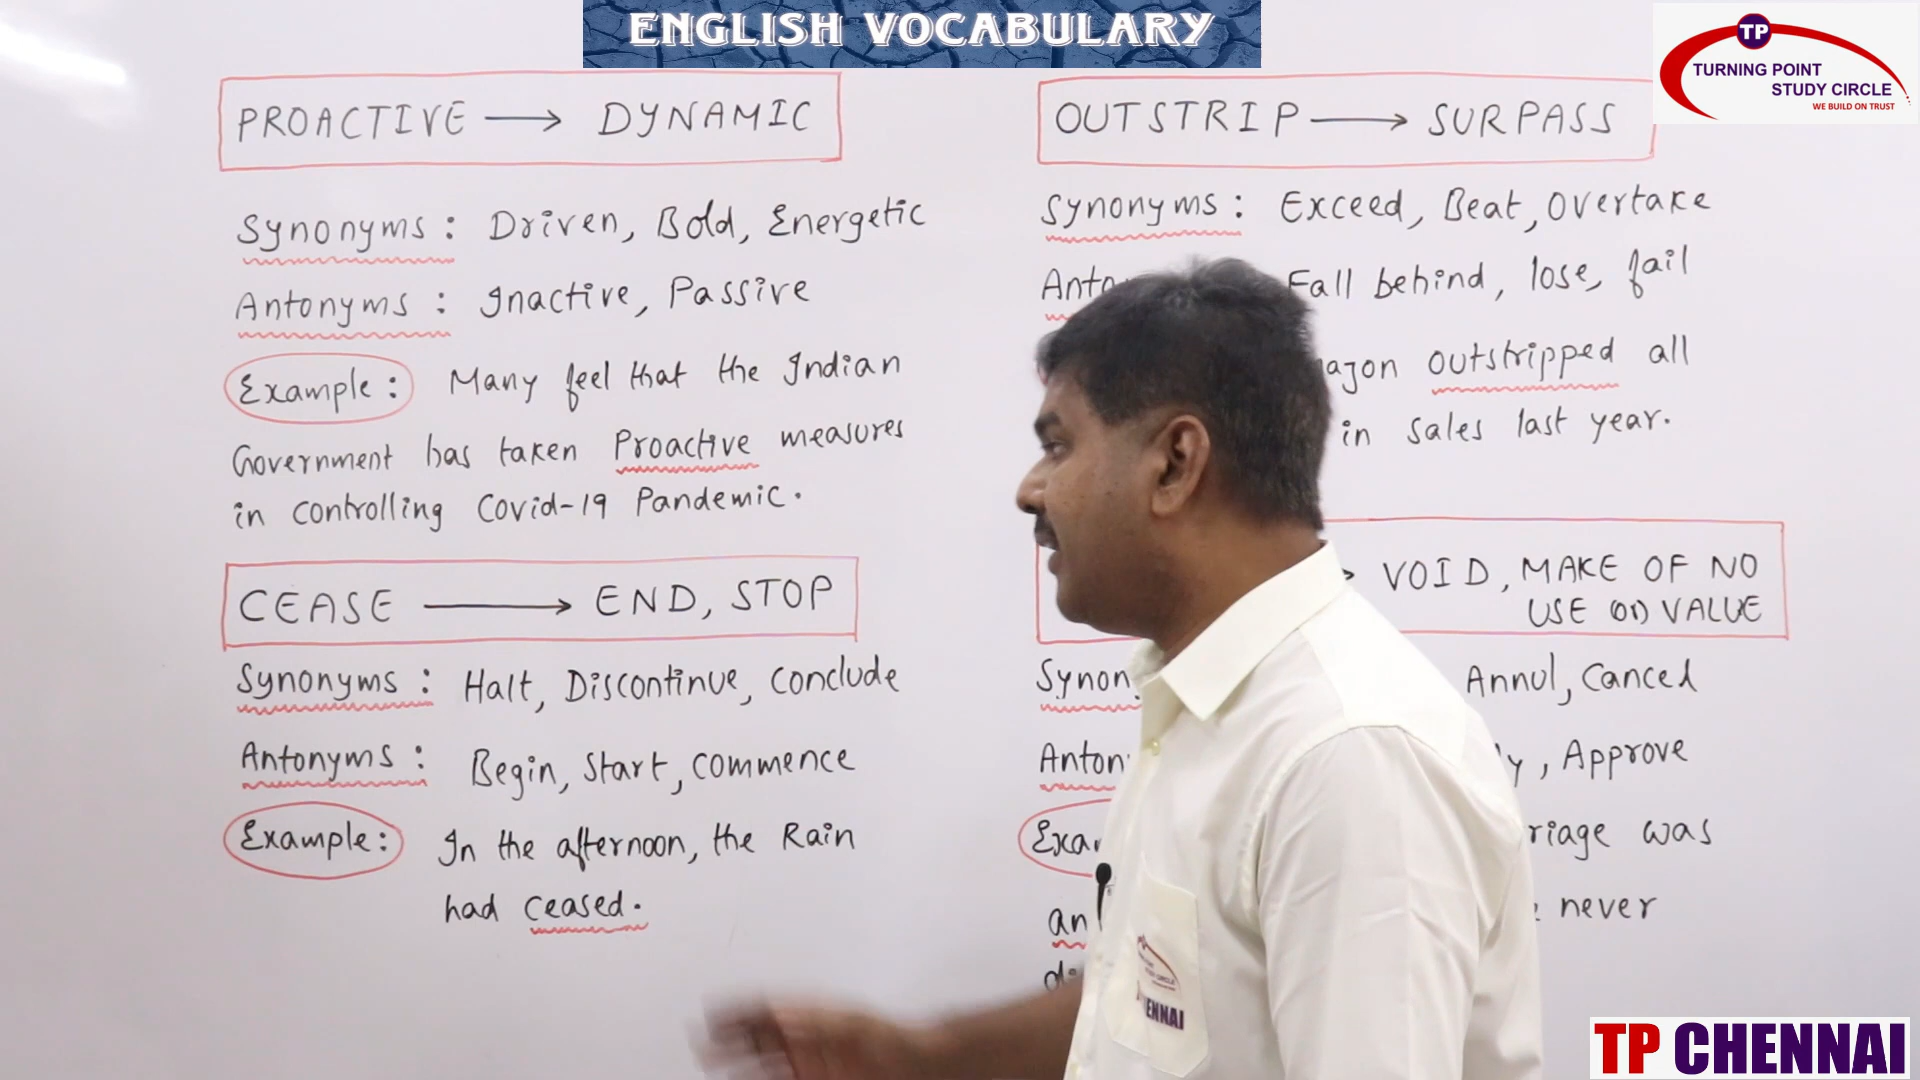 ENGLISH VOCABULARY
TP
TURNING POINT
STUDY CIRCLE
WE BUILD ON TRUST
PROACTIVE → DYNAMIC
Synonyms : Driven, Bold, Energetic
Antonyms : Inactive, Passive
Example : Many feel that the Indian
Government has taken Proactive measures
in controlling Covid-19 Pandemic.
CEASE → END, STOP
Synonyms : Halt, Discontinue, Conclude
Antonyms : Begin, Start, Commence
Example : In the afternoon, the Rain
had ceased.
OUTSTRIP → SURPASS
Synonyms : Exceed, Beat, Overtake
Fall behind, lose, fail
outstripped all
in sales last year.
VOID, MAKE OF NO
USE (OR) VALUE
Annul, Cancel
Approve
was
never
TP CHENNAI